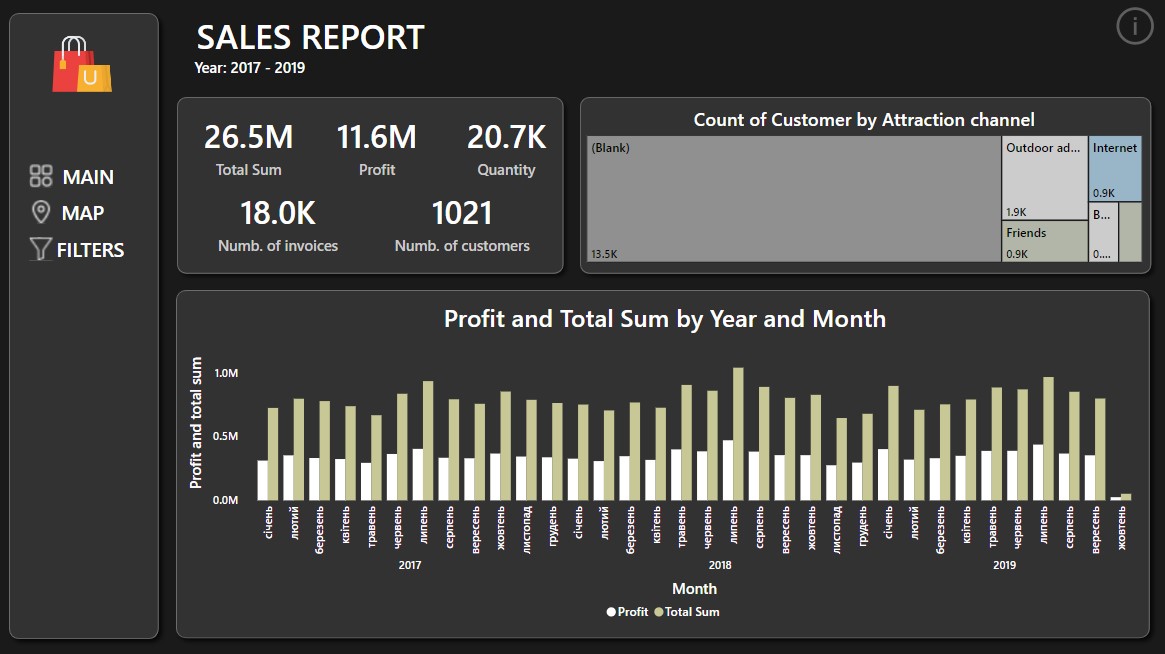 SALES REPORT
Year: 2017 - 2019
MAIN
MAP
FILTERS
26.5M
Total Sum
11.6M
Profit
20.7K
Quantity
18.0K
Numb. of invoices
1021
Numb. of customers
Count of Customer by Attraction channel
(Blank)
13.5K
Outdoor ad...
1.9K
Friends
0.9K
Internet
0.9K
B...
0....
Profit and Total Sum by Year and Month
Profit and total sum
1.0M
0.5M
0.0M
січень
лютий
березень
квітень
травень
червень
липень
серпень
вересень
жовтень
листопад
грудень
січень
лютий
березень
квітень
травень
червень
липень
серпень
вересень
жовтень
листопад
грудень
січень
лютий
березень
квітень
травень
червень
липень
серпень
вересень
жовтень
2017
2018
2019
Month
Profit
Total Sum